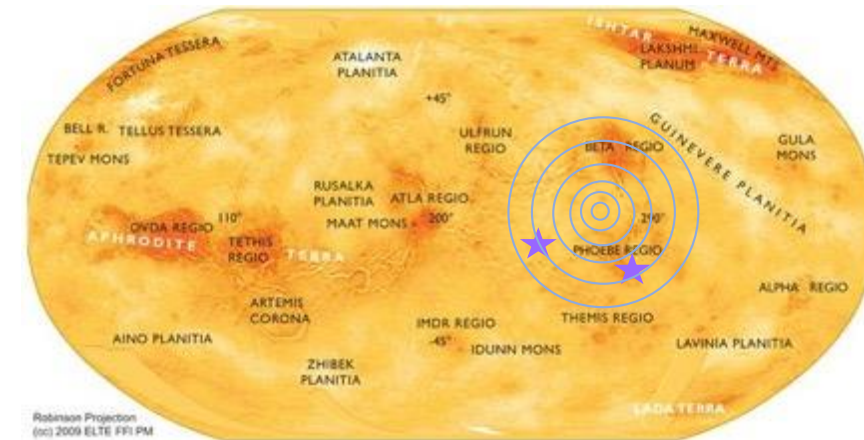 ISHTAR
MAXWELL MTS
FORTUNA TESSERA
LAKSHMI
PLANUM
TERRA
ATALANTA
PLANITIA
+45°
GUINEVERE PLANITIA
BELL R. TELLUS TESSERA
ULFRUN
REGIO
BETA REGIO
GULA
MONS
TEPEV MONS
RUSALKA
PLANITIA
ATLA REGIO
110°
MAAT MONS
200°
290°
OVDA REGIO
APHRODITE
TETHIS
REGIO
TERRA
PHOEBE REGIO
ALPHA REGIO
ARTEMIS
CORONA
IMDR REGIO
THEMIS REGIO
-45°
AINO PLANITIA
IDUNN MONS
LAVINIA PLANITIA
ZHIBEK
PLANITIA
LADA TERRA
Robinson Projection
(cc) 2009 ELTE FFI PM